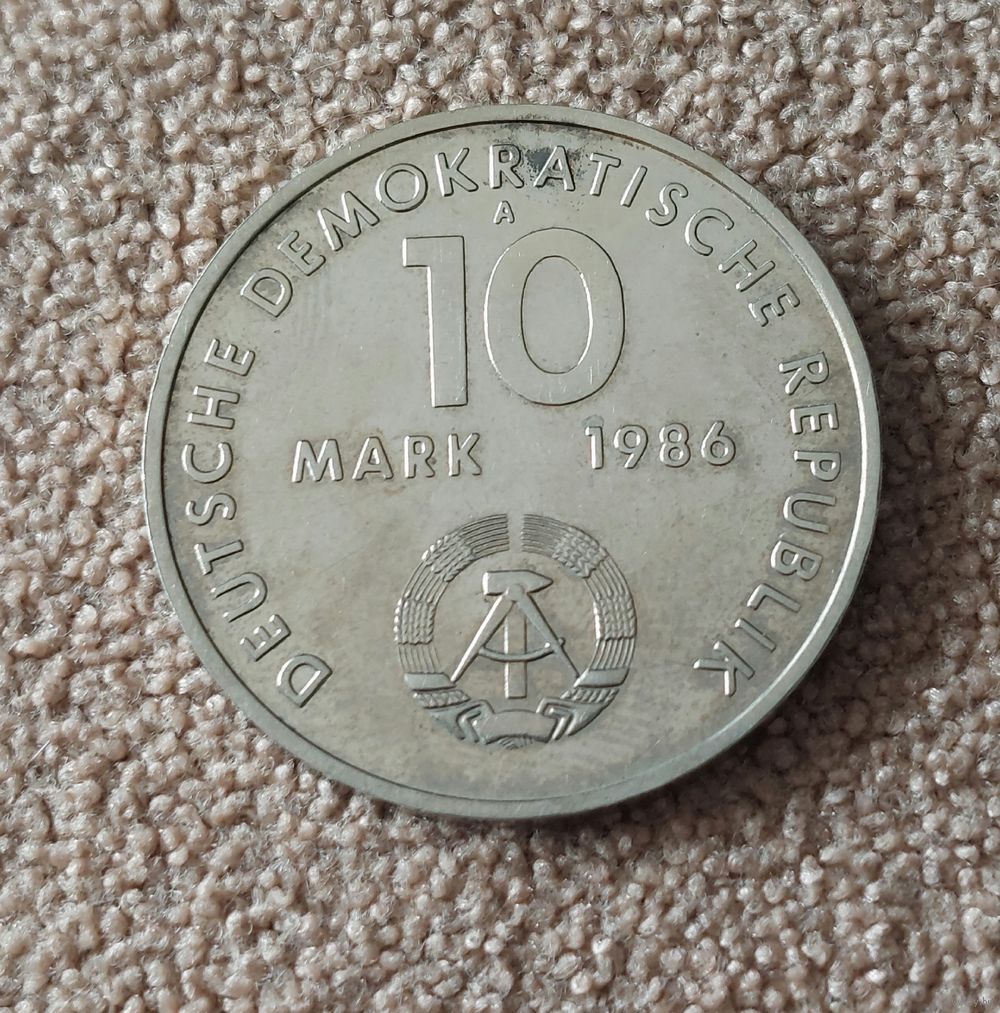 DEUTSCHE DEMOKRATISCHE REPUBLIK
A
10
MARK 1986